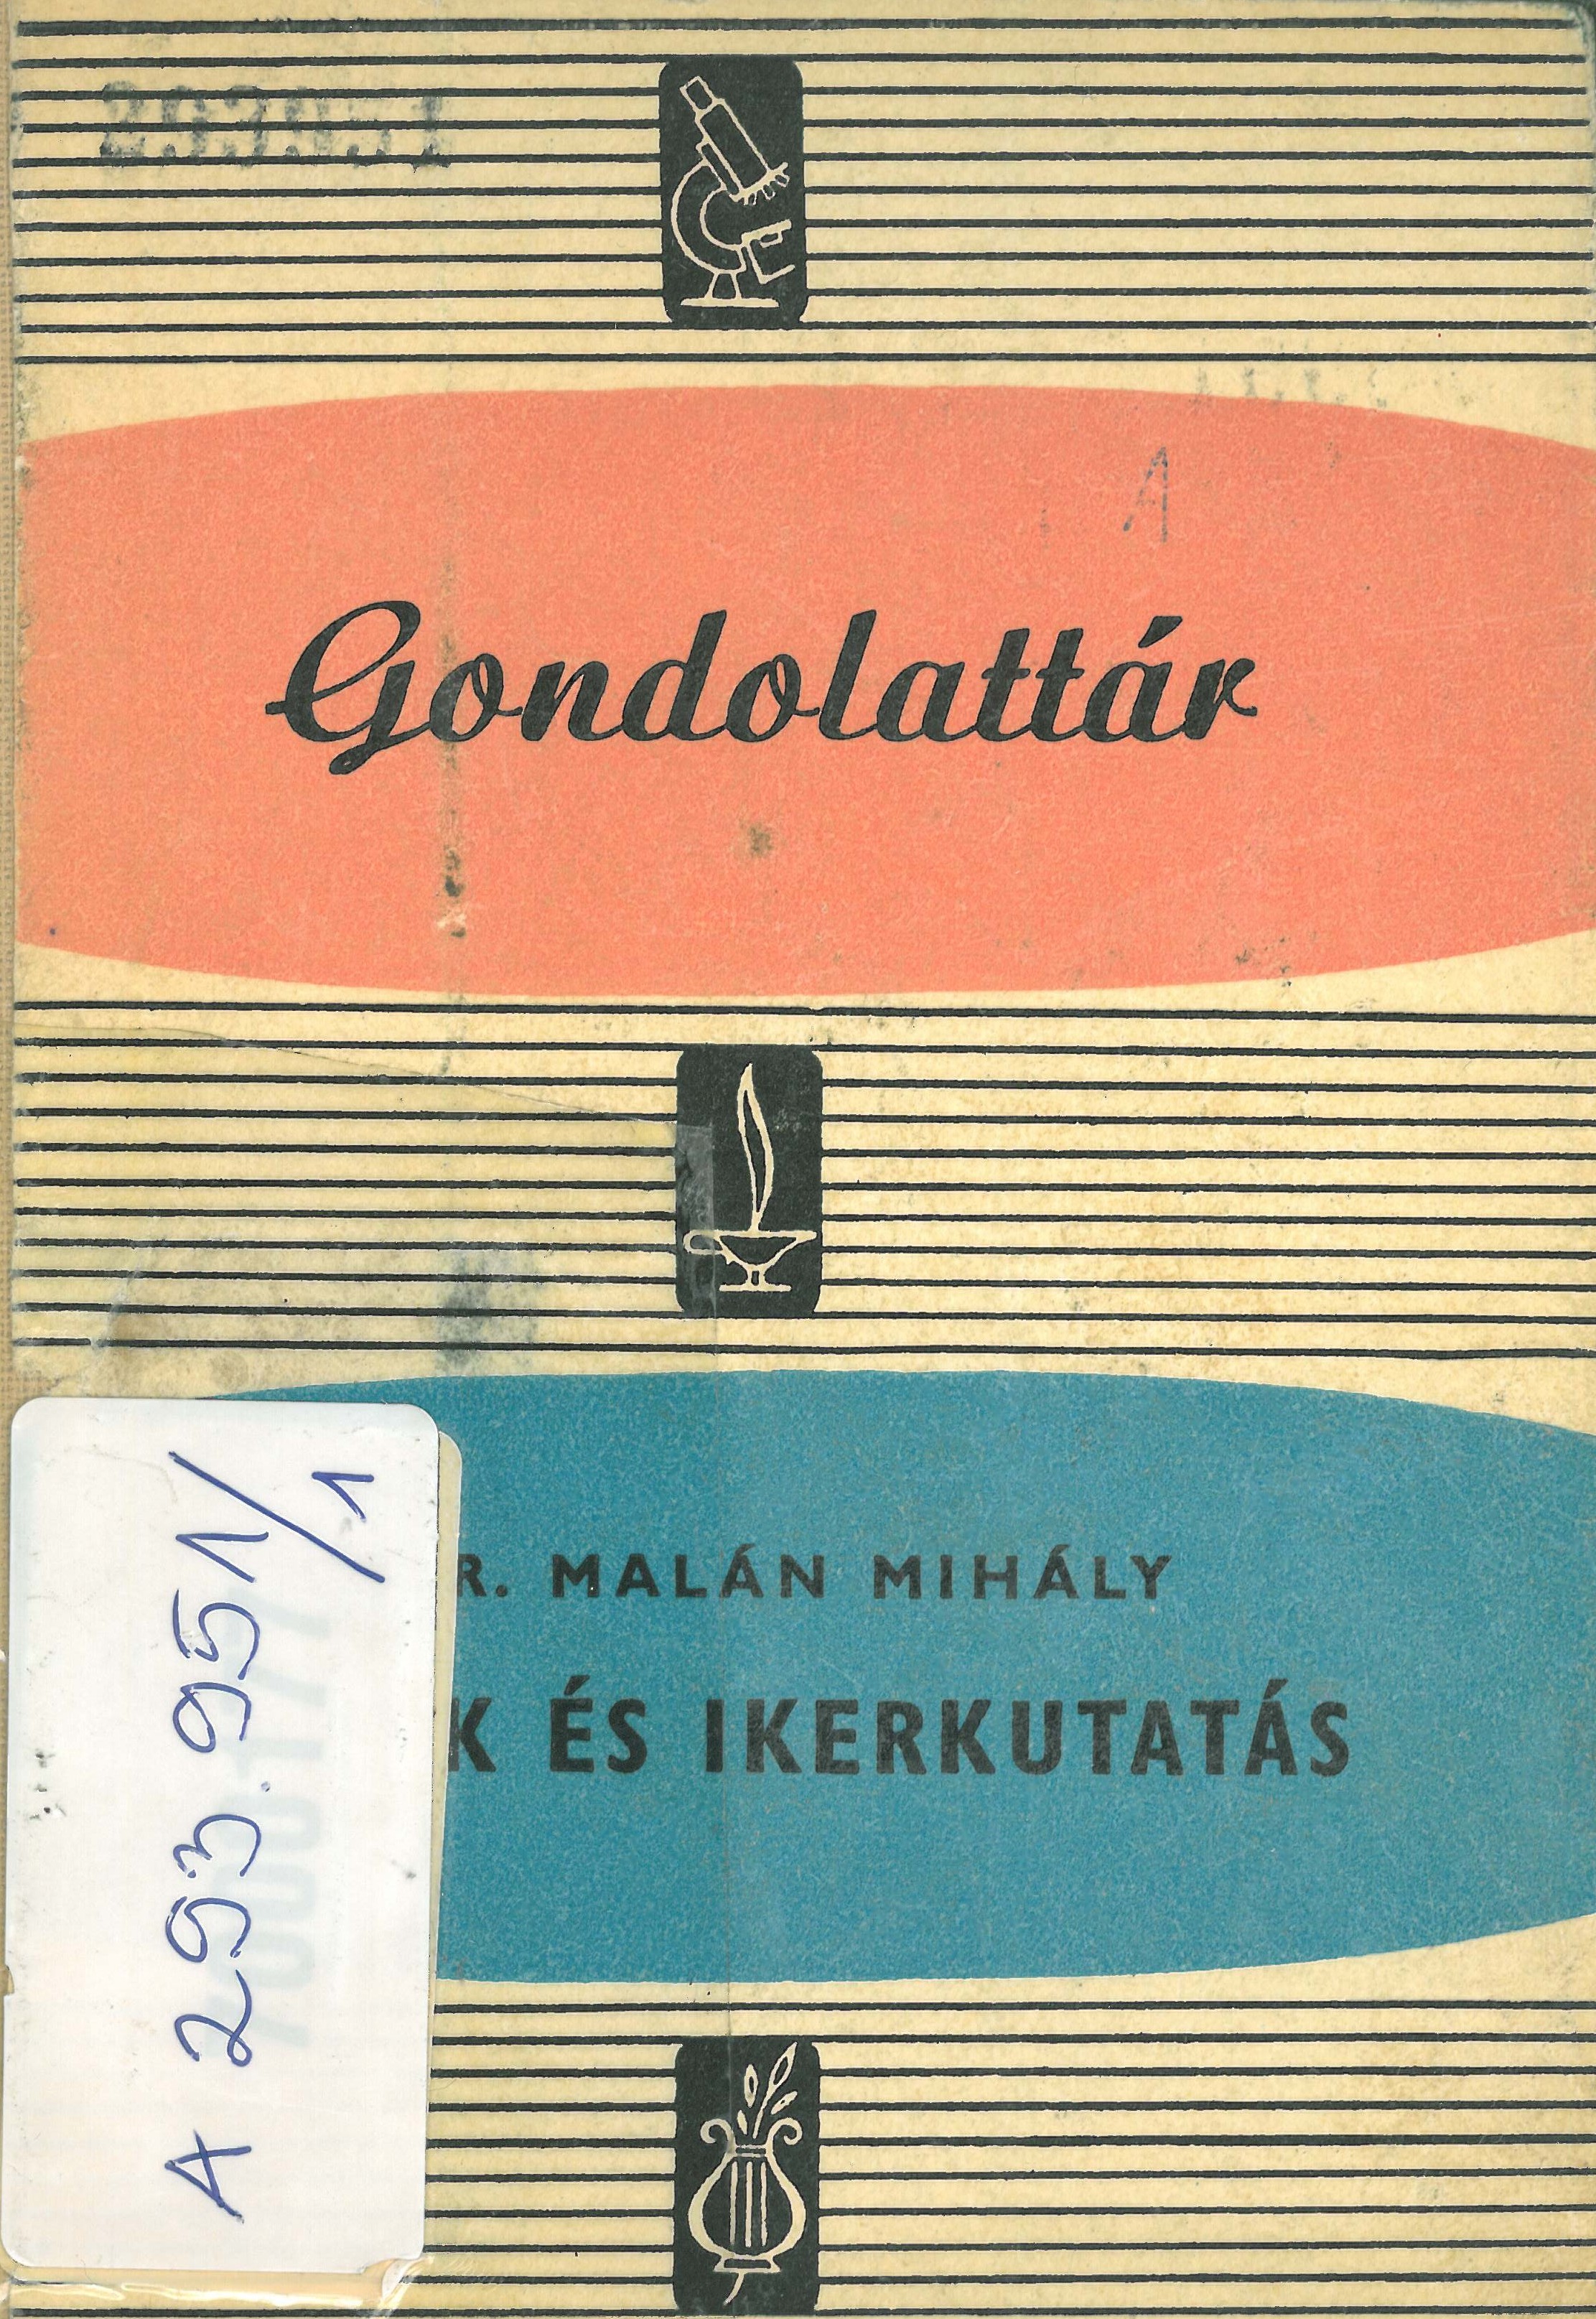 A
Gondolattár
R. MALÁN MIHÁLY
K ÉS IKERKUTATÁS
A 293.951/1